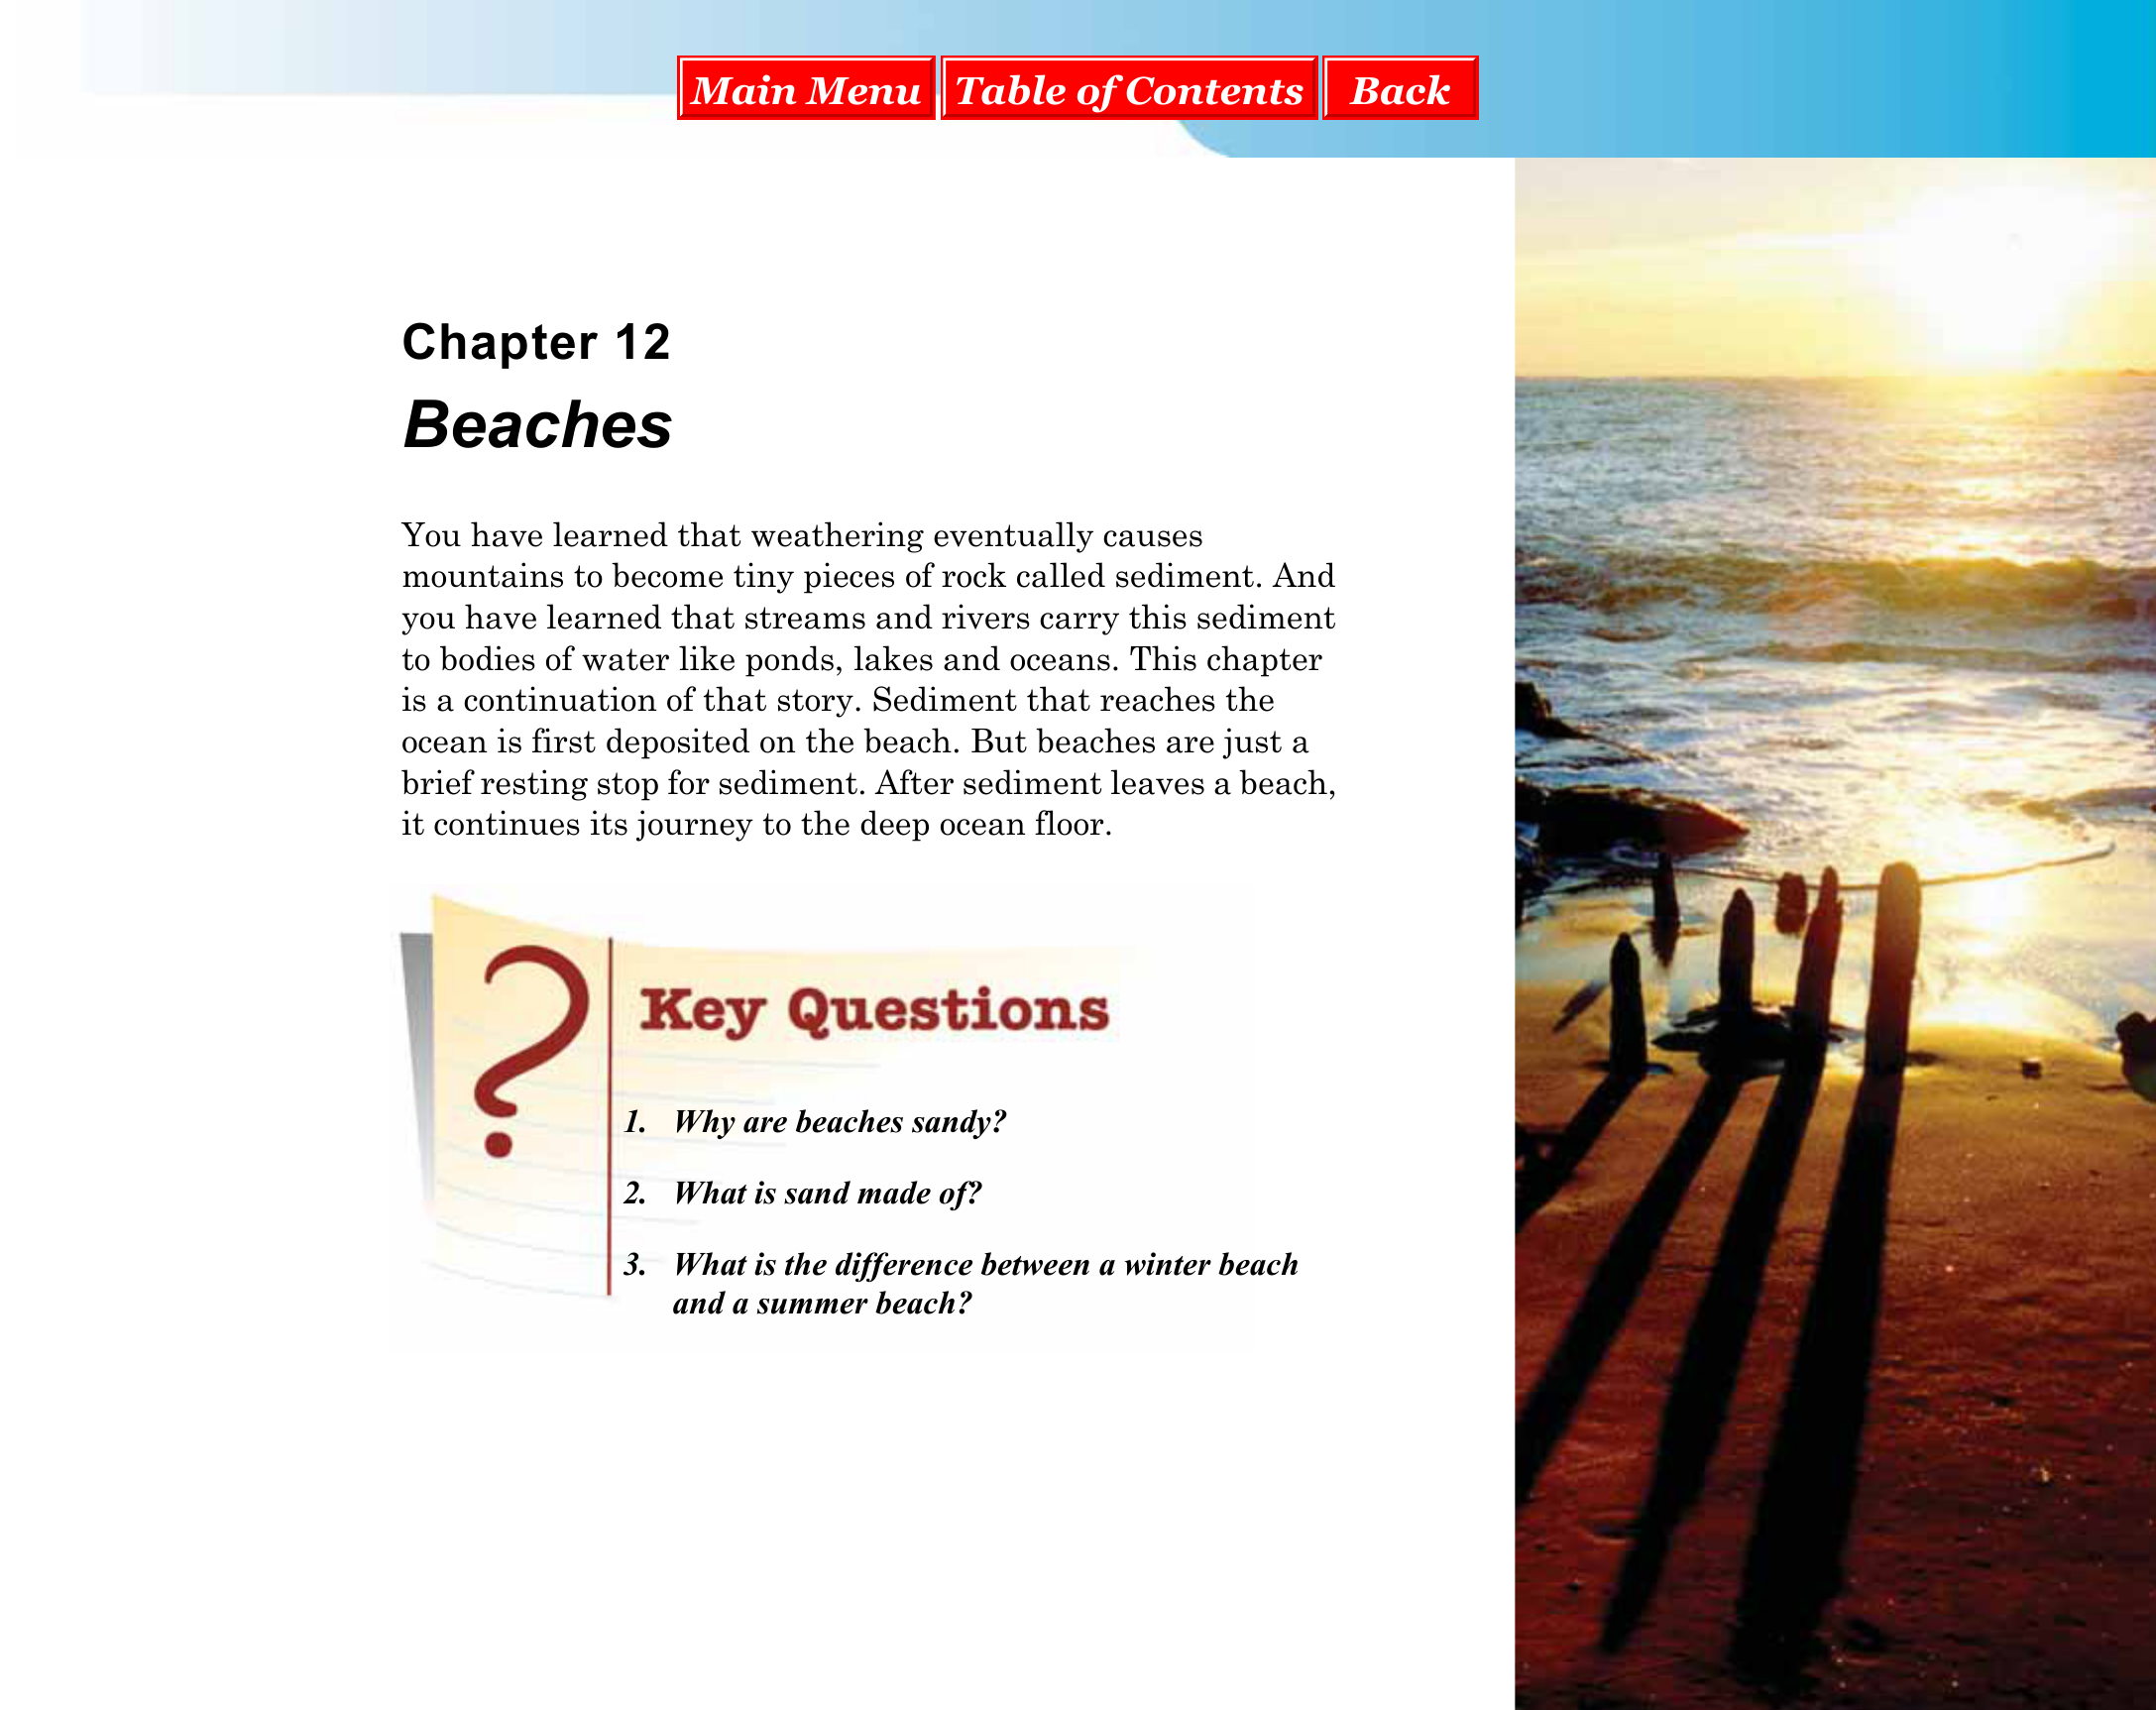 Main Menu Table of Contents Back
Chapter 12
Beaches
You have learned that weathering eventually causes
mountains to become tiny pieces of rock called sediment. And
you have learned that streams and rivers carry this sediment
to bodies of water like ponds, lakes and oceans. This chapter
is a continuation of that story. Sediment that reaches the
ocean is first deposited on the beach. But beaches are just a
brief resting stop for sediment. After sediment leaves a beach,
it continues its journey to the deep ocean floor.
?
Key Questions
1. Why are beaches sandy?
2. What is sand made of?
3. What is the difference between a winter beach
and a summer beach?